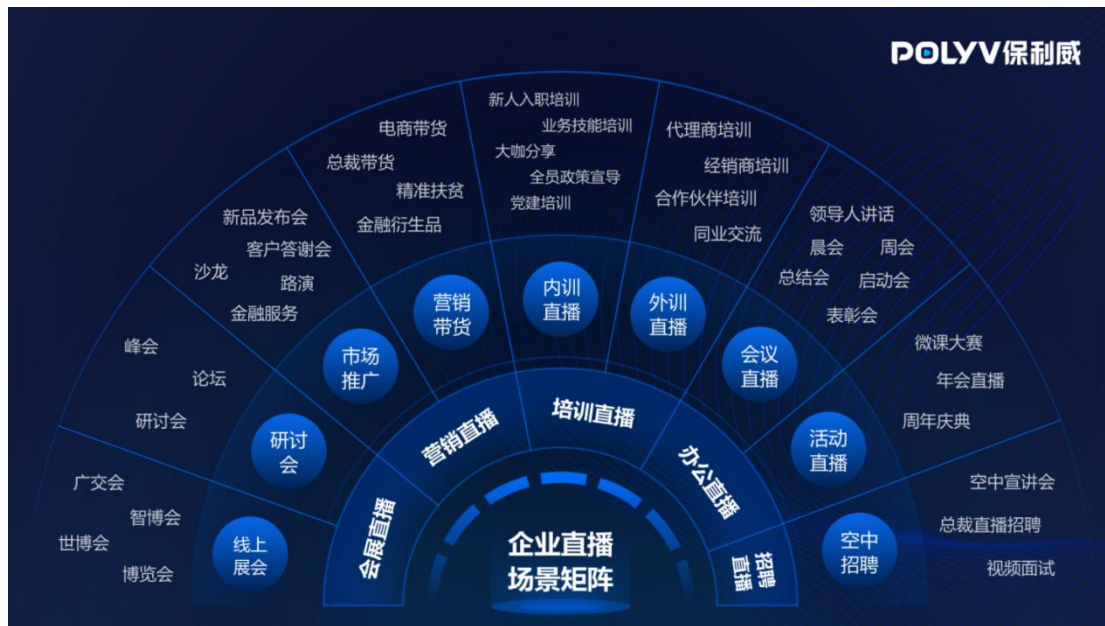 POLYV保利威
新人入职培训
业务技能培训
大咖分享
全员政策宣导
党建培训
电商带货
总裁带货
精准扶贫
金融衍生品
代理商培训
经销商培训
合作伙伴培训
同业交流
新品发布会
客户答谢会
沙龙
路演
金融服务
领导人讲话
晨会
周会
总结会
启动会
表彰会
峰会
论坛
研讨会
微课大赛
年会直播
周年庆典
广交会
智博会
世博会
博览会
空中宣讲会
总裁直播招聘
视频面试
线上
展会
研讨
会
市场
推广
营销
带货
内训
直播
外训
直播
会议
直播
活动
直播
空中
招聘
会展直播
营销直播
培训直播
办公直播
招聘
直播
企业直播
场景矩阵